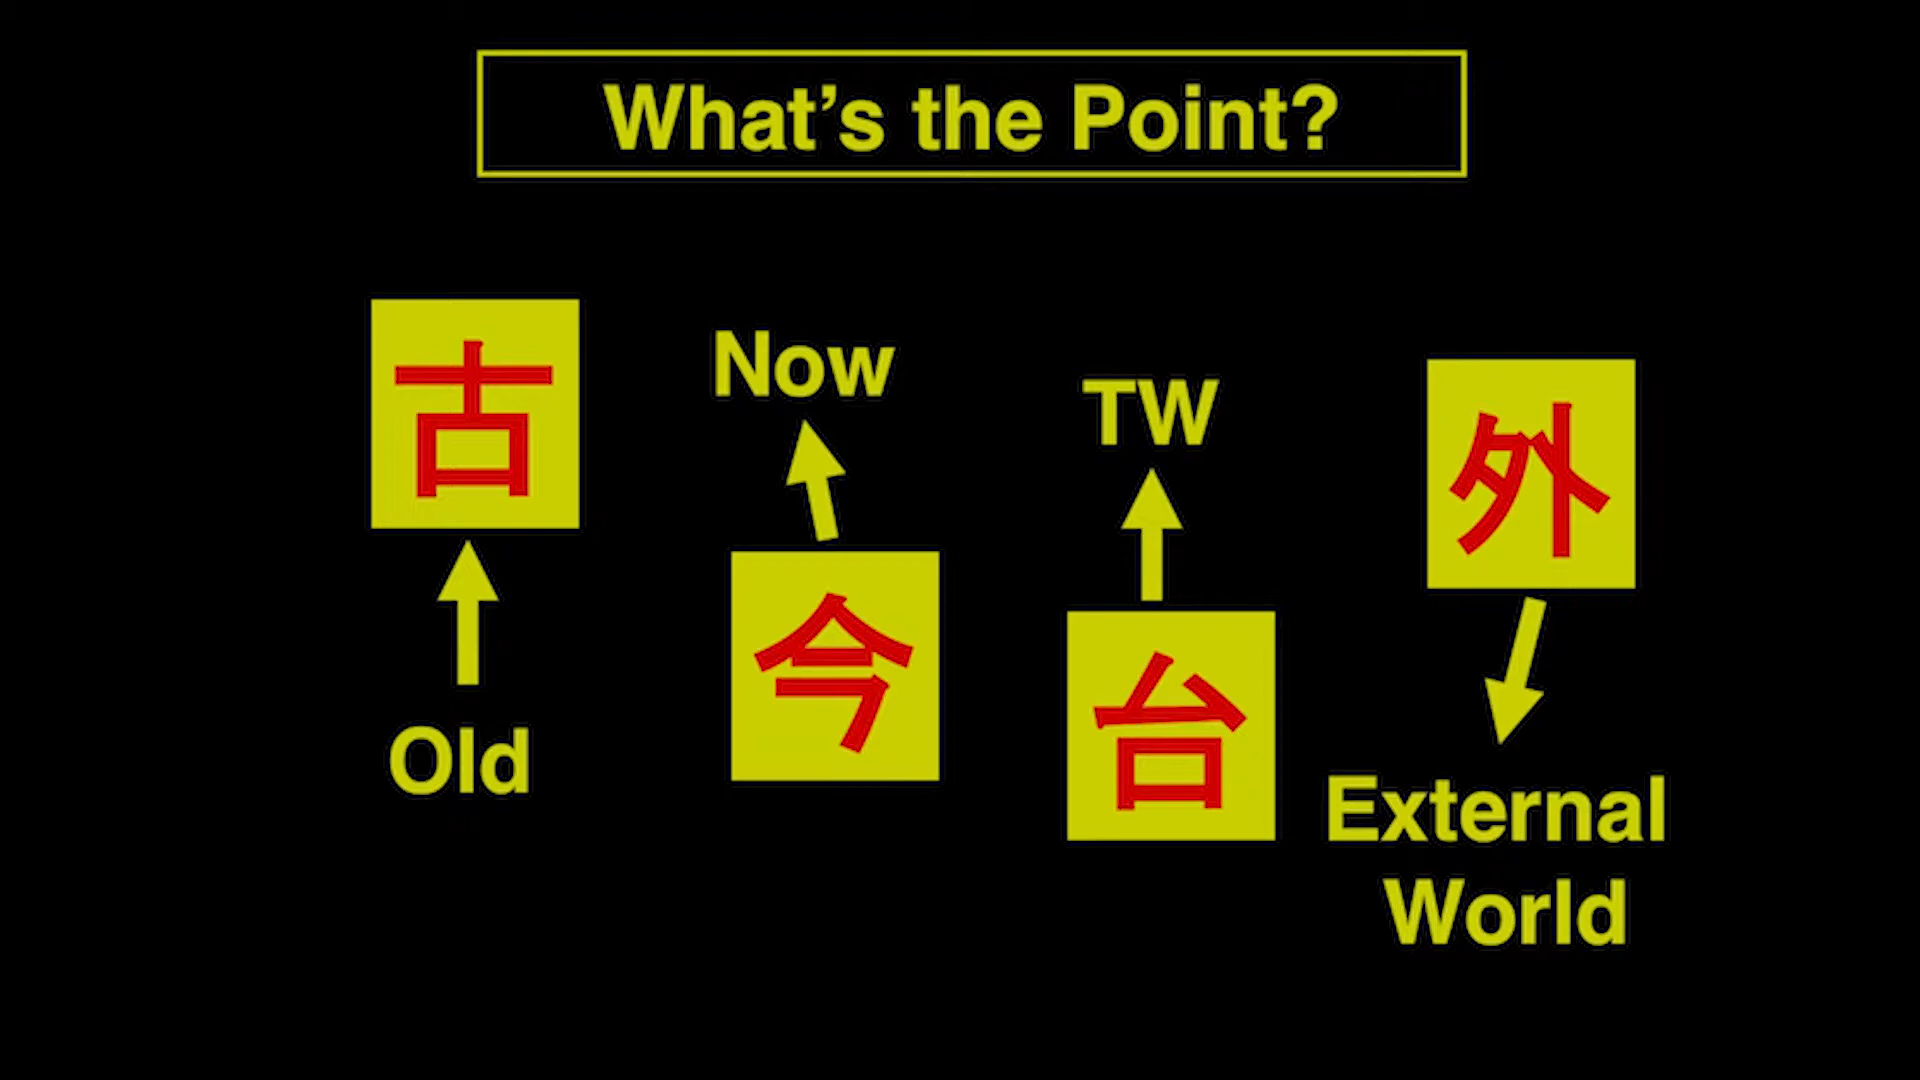 What's the Point?
古
Now
TW
外
今
台
Old
External
World